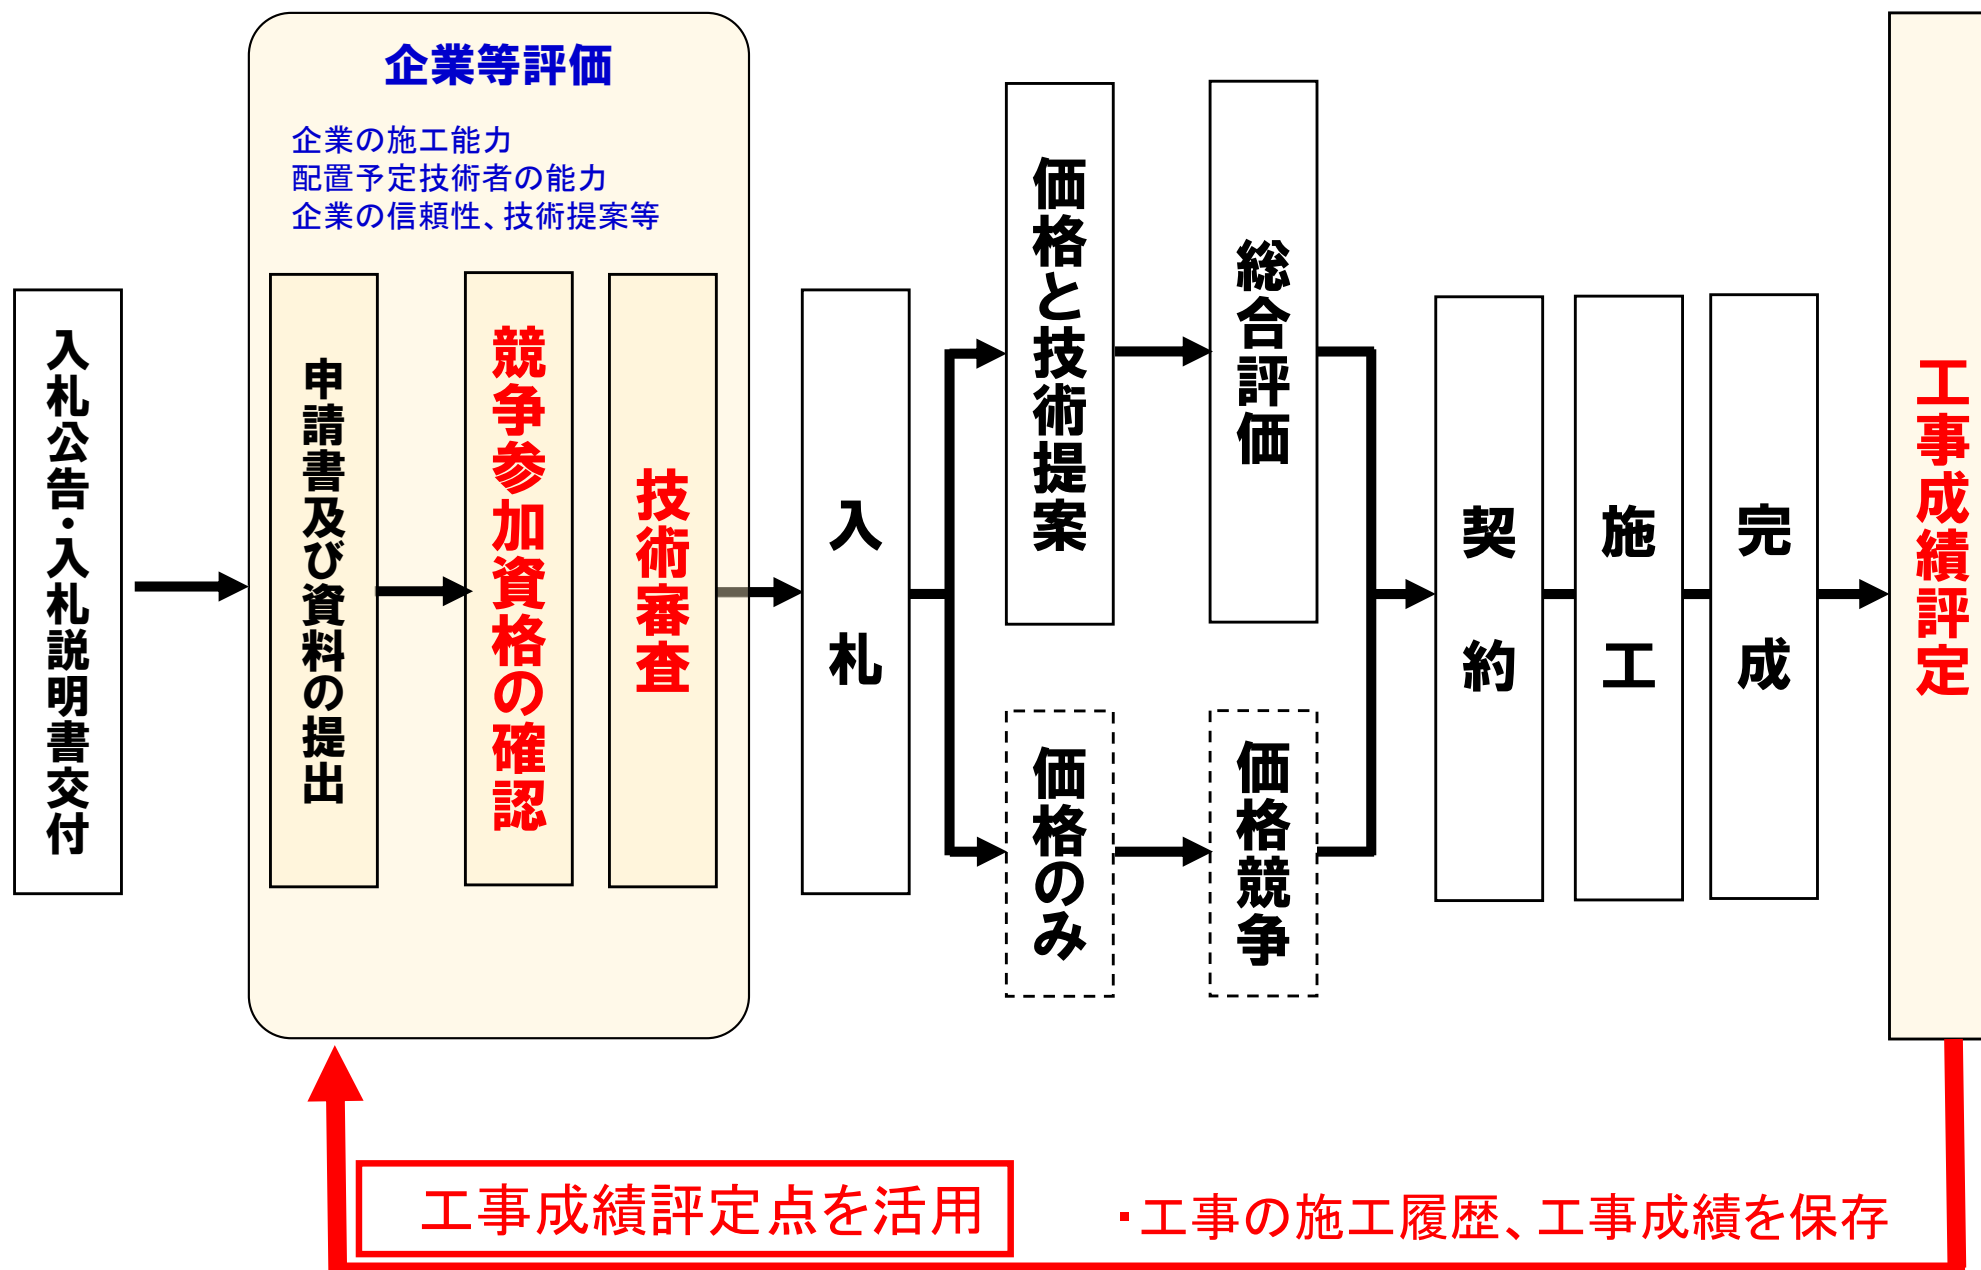 企業等評価
企業の施工能力
配置予定技術者の能力
企業の信頼性、技術提案等
入札公告・入札説明書交付
申請書及び資料の提出
競争参加資格の確認
技術審査
入札
価格と技術提案
総合評価
価格のみ
価格競争
契約
施工
完成
工事成績評定
工事成績評定点を活用
・工事の施工履歴、工事成績を保存